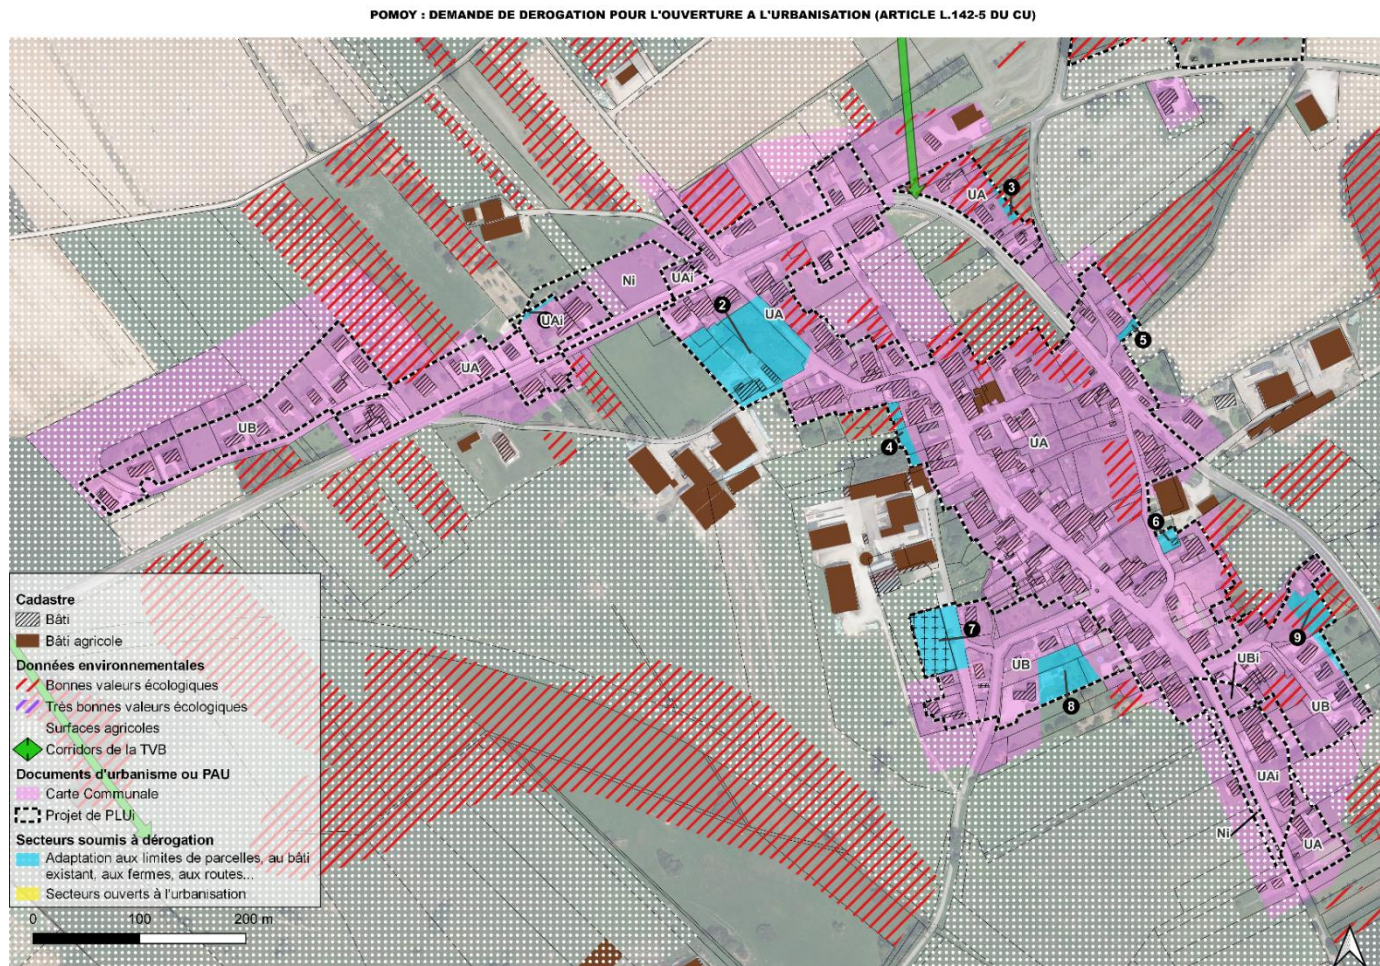 POMOY : DEMANDE DE DEROGATION POUR L'OUVERTURE A L'URBANISATION (ARTICLE L.142-5 DU CU)
3
UA
Ni
UAi
2
UA
UAi
5
UA
UB
4
UA
6
Cadastre
Bâti
Bâti agricole
Données environnementales
Bonnes valeurs écologiques
Très bonnes valeurs écologiques
Surfaces agricoles
Corridors de la TVB
Documents d'urbanisme ou PAU
Carte Communale
Projet de PLUi
Secteurs soumis à dérogation
Adaptation aux limites de parcelles, au bâti
existant, aux fermes, aux routes...
Secteurs ouverts à l'urbanisation
0 100 200 m
7
9
UB
UBi
8
UB
UAi
Ni
UA